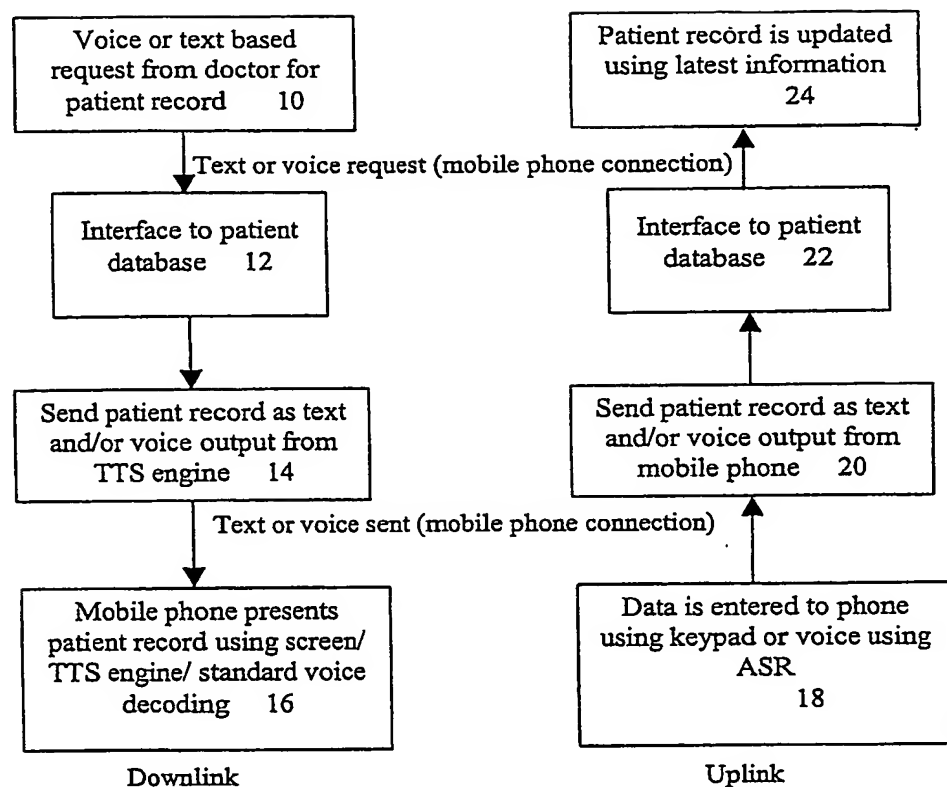 Voice or text based
request from doctor for
patient record 10
Text or voice request (mobile phone connection)
Interface to patient
database 12
Send patient record as text
and/or voice output from
TTS engine 14
Text or voice sent (mobile phone connection)
Mobile phone presents
patient record using screen/
TTS engine/ standard voice
decoding 16
Downlink
Patient record is updated
using latest information
24
Interface to patient
database 22
Send patient record as text
and/or voice output from
mobile phone 20
Data is entered to phone
using keypad or voice using
ASR
18
Uplink